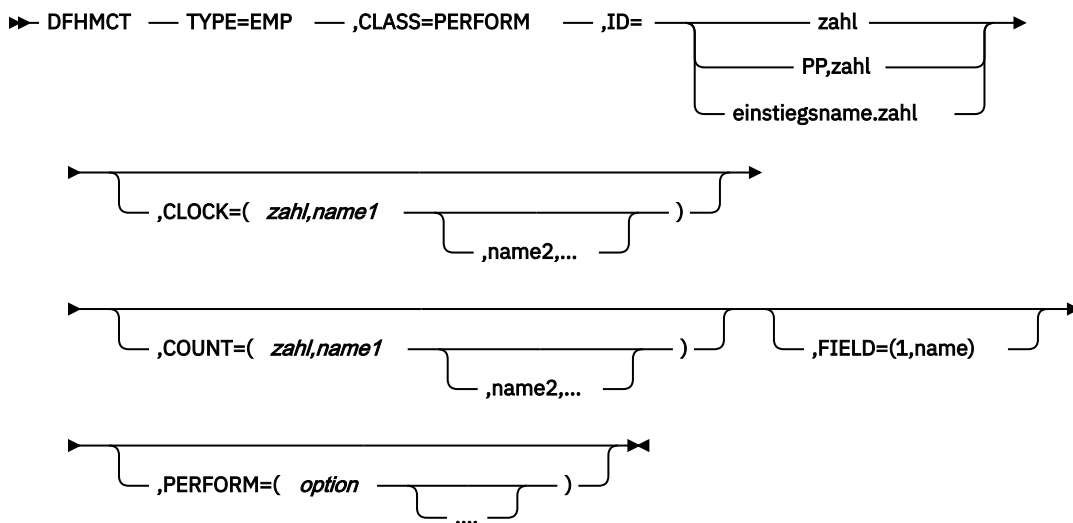 DFHMCT TYPE=EMP ,CLASS=PERFORM ,ID= zahl
PP,zahl
einstiegsname.zahl
,CLOCK=( zahl,name1 )
,name2,...
,COUNT=( zahl,name1 ) ,FIELD=(1,name)
,name2,...
,PERFORM=( option )
....